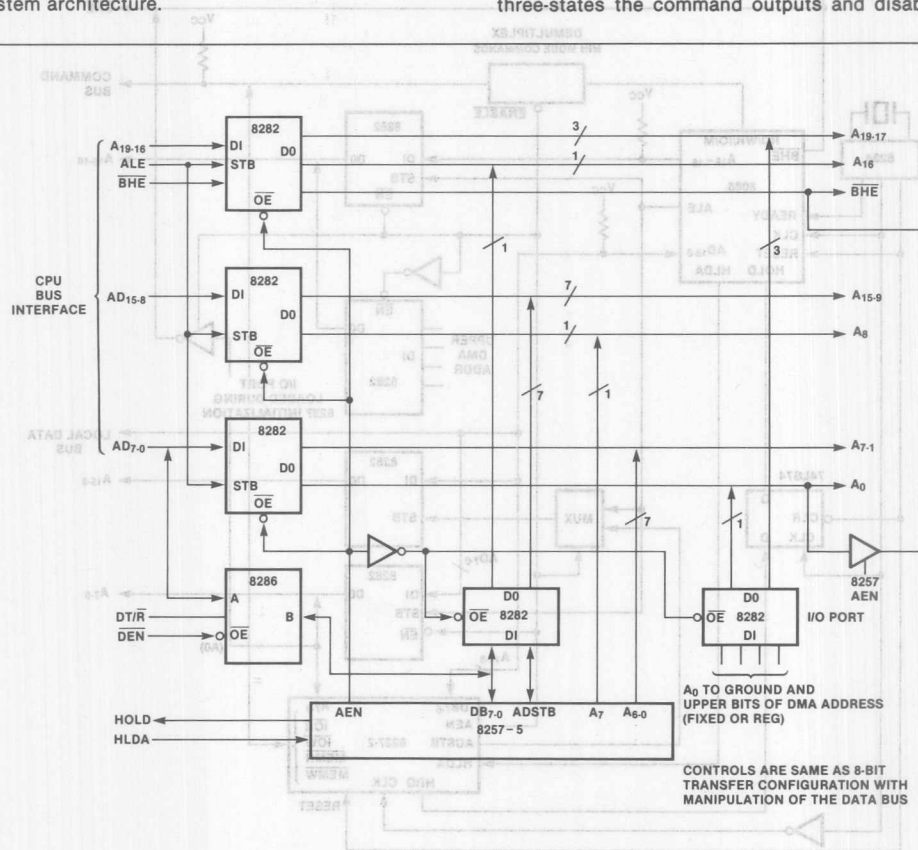 stem architecture.
three-states the command outputs and disa
CPU
BUS
INTERFACE
A19-16
ALE
BHE
8282
DI
STB
OE
D0
3
1
A19-17
A16
BHE
1
3
AD15-8
8282
DI
STB
OE
D0
7
1
A15-9
A8
7
1
AD7-0
8282
DI
STB
OE
D0
A7-1
A0
7
1
8257
AEN
8286
A
B
OE
DT/R
DEN
OE
D0
8282
DI
OE
D0
8282
DI
I/O PORT
A0 TO GROUND AND
UPPER BITS OF DMA ADDRESS
(FIXED OR REG)
HOLD
HLDA
AEN
DB7-0
ADSTB
A7
A6-0
8257-5
CONTROLS ARE SAME AS 8-BIT
TRANSFER CONFIGURATION WITH
MANIPULATION OF THE DATA BUS